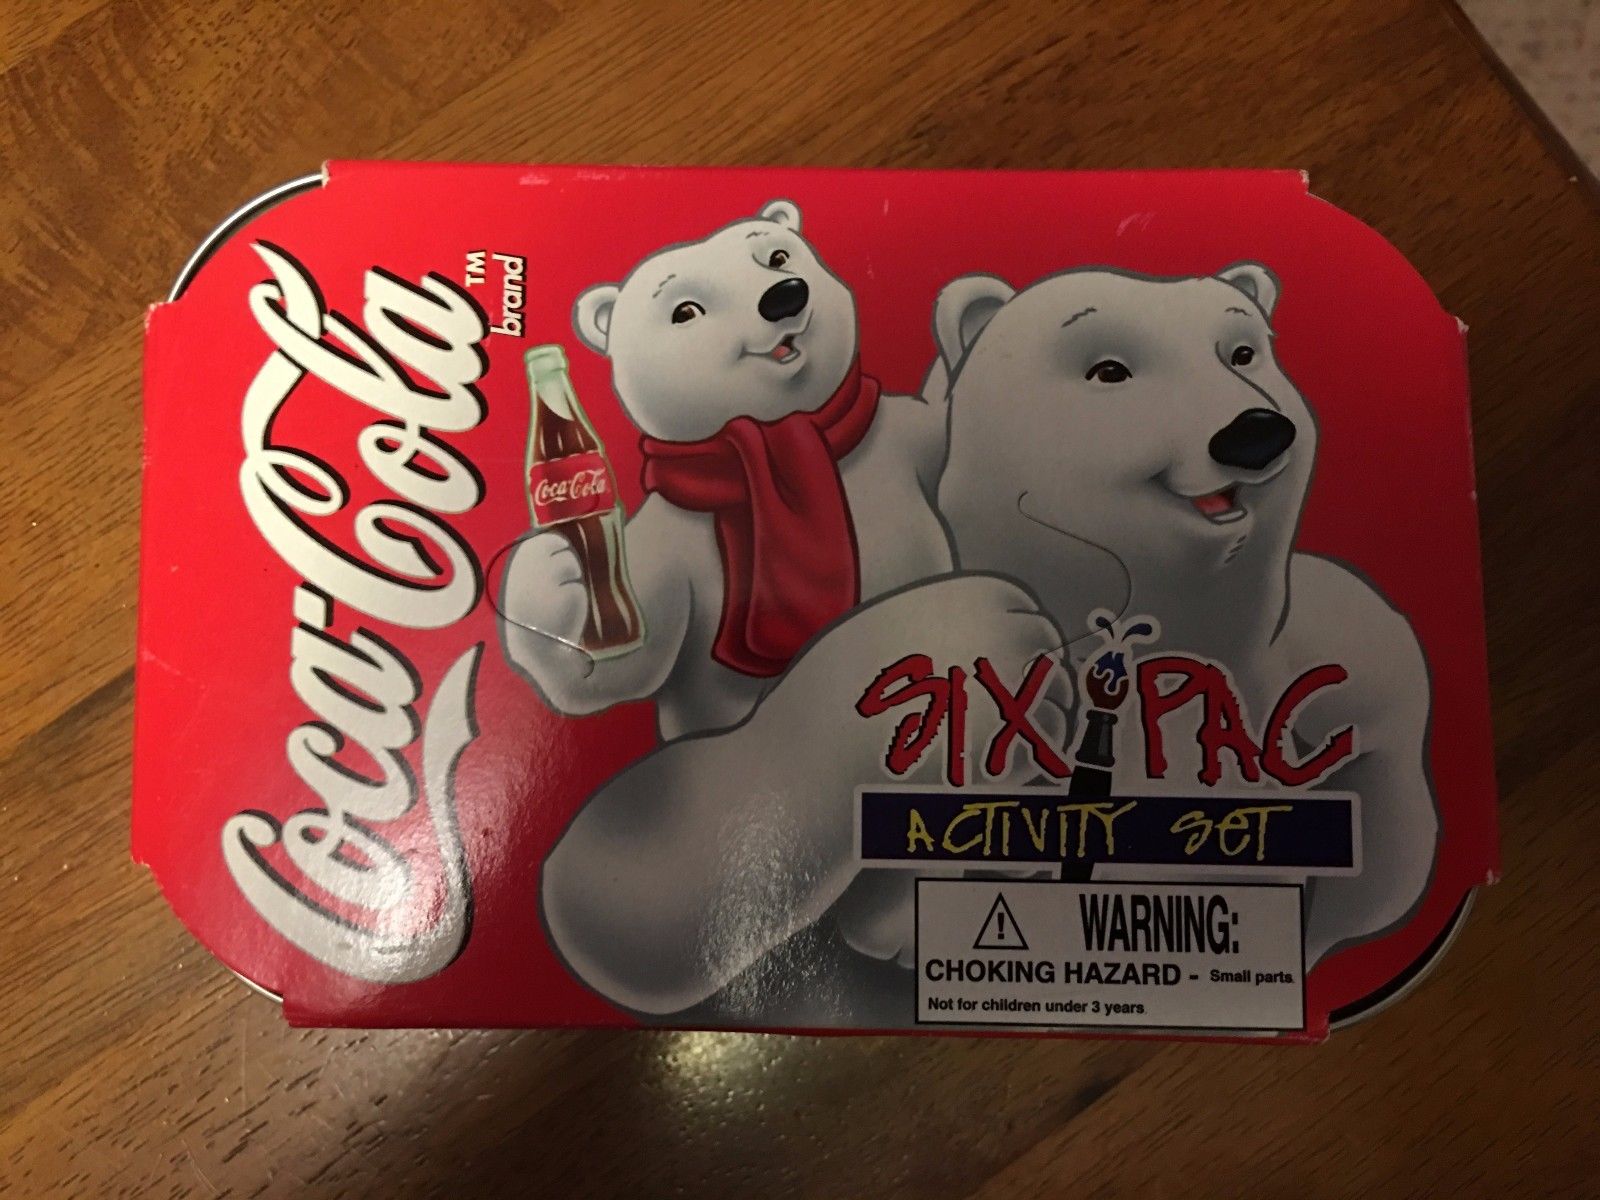 Coca-Cola
TM
brand
Coca-Cola
SIX PAC
ACTIVITY SET
WARNING:
CHOKING HAZARD - Small parts.
Not for children under 3 years.